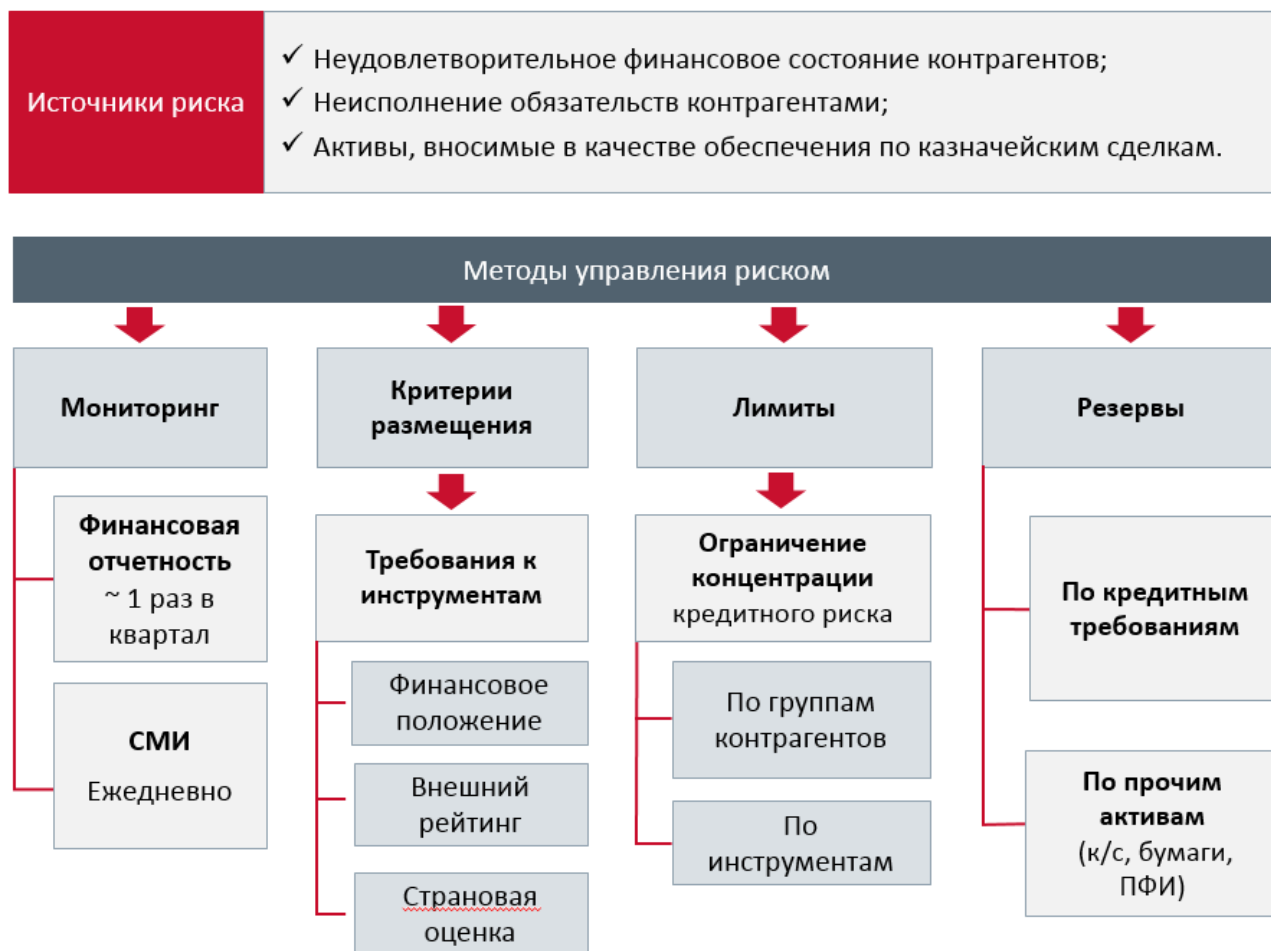 Источники риска
✓ Неудовлетворительное финансовое состояние контрагентов;
✓ Неисполнение обязательств контрагентами;
✓ Активы, вносимые в качестве обеспечения по казначейским сделкам.
Методы управления риском
Мониторинг
Финансовая
отчетность
~ 1 раз в
квартал
СМИ
Ежедневно
Критерии
размещения
Требования к
инструментам
Финансовое
положение
Внешний
рейтинг
Страновая
оценка
Лимиты
Ограничение
концентрации
кредитного риска
По группам
контрагентов
По
инструментам
Резервы
По кредитным
требованиям
По прочим
активам
(к/с, бумаги,
ПФИ)